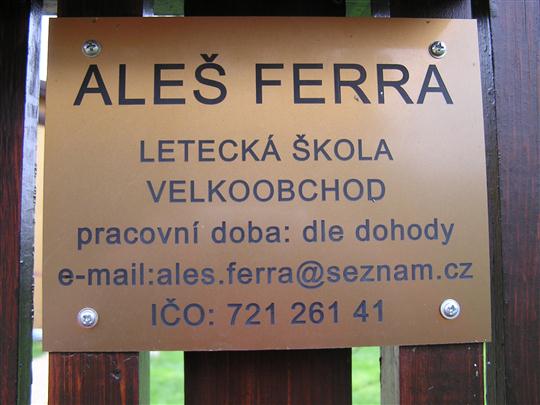 ALEŠ FERRA
LETECKÁ ŠKOLA
VELKOOBCHOD
pracovní doba: dle dohody
e-mail:ales.ferra@seznam.cz
IČO: 721 261 41